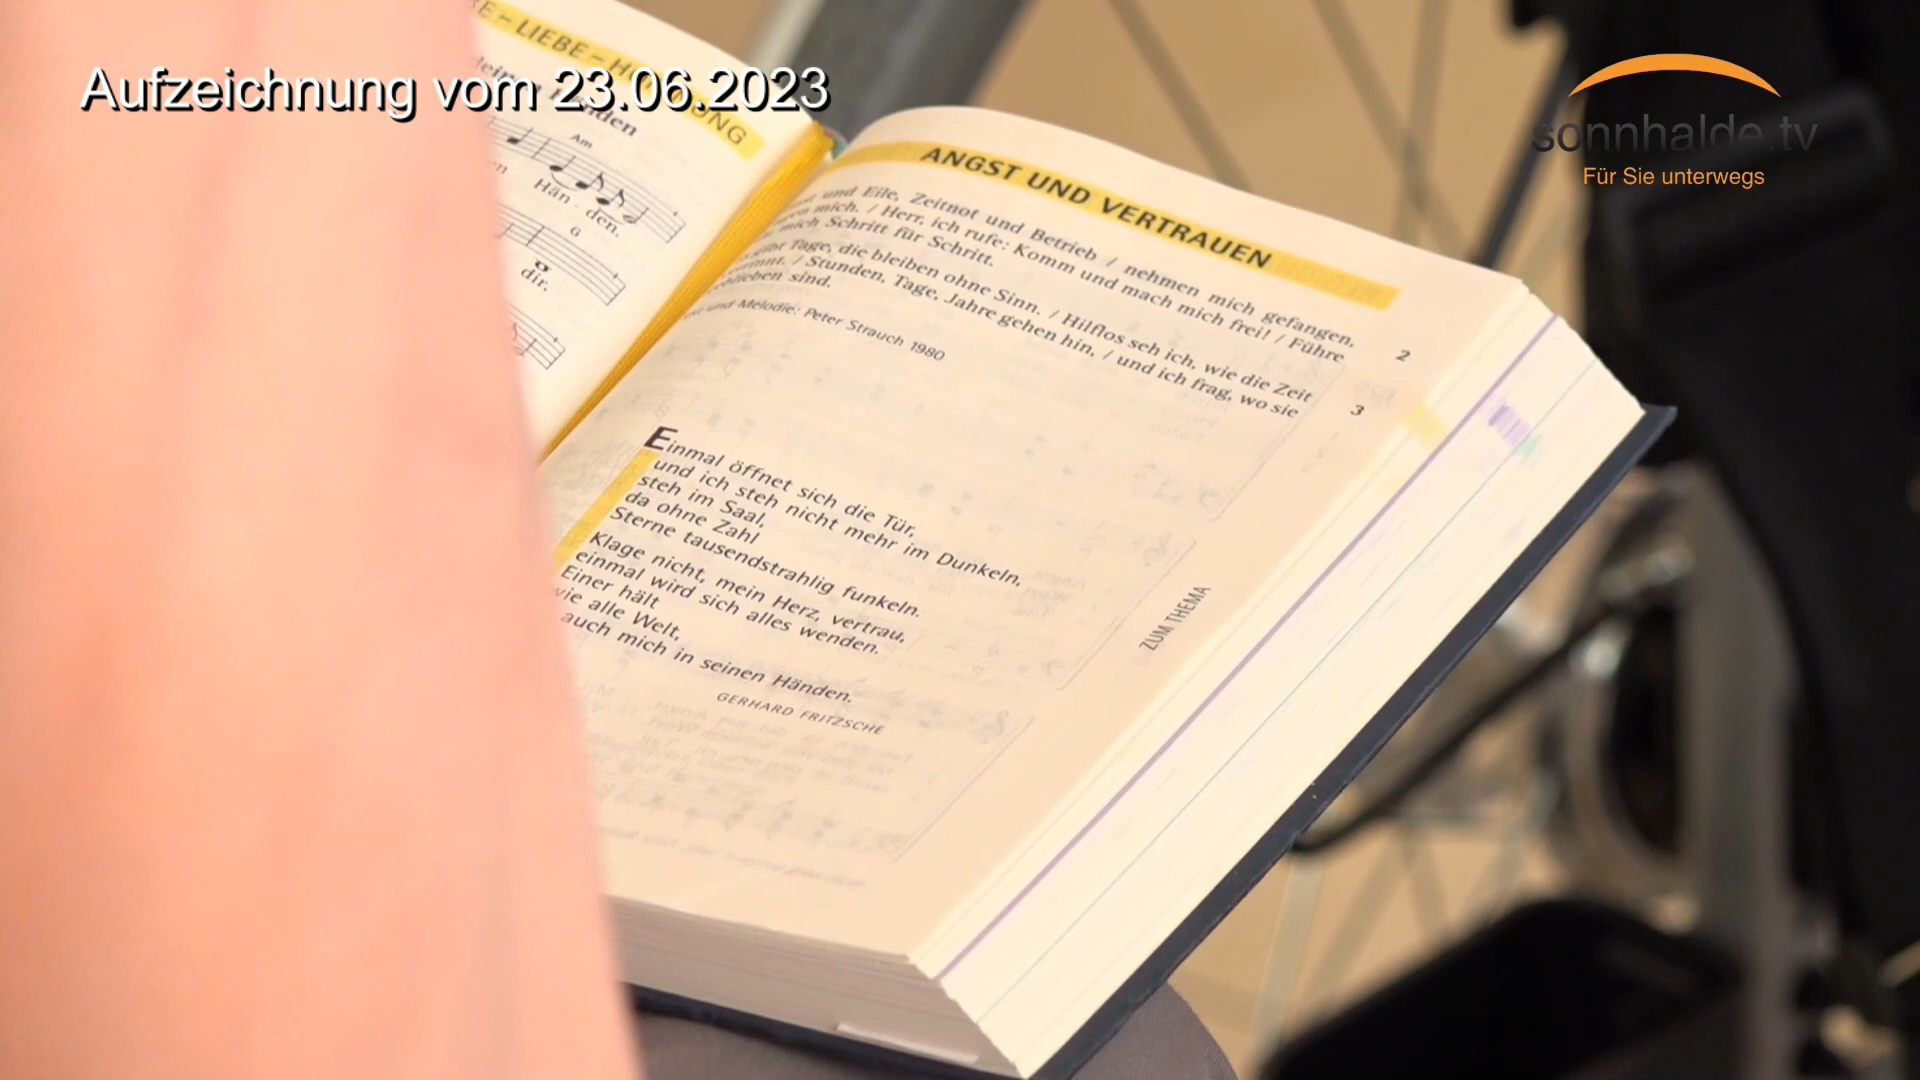 Aufzeichnung vom 23.06.2023
sonnhalde.tv
Für Sie unterwegs
LIEBE – HOFFNUNG
Am
Hän - den.
G
dir.
ANGST UND VERTRAUEN
und Eile, Zeitnot und Betrieb / nehmen mich gefangen,
mich. / Herr, ich rufe: Komm und mach mich frei! / Führe 2
mich Schritt für Schritt.
Tage, die bleiben ohne Sinn. / Hilflos seh ich, wie die Zeit
/ Stunden, Tage, Jahre gehen hin, / und ich frag, wo sie 3
sind.
und Melodie: Peter Strauch 1980
Einmal öffnet sich die Tür,
und ich steh nicht mehr im Dunkeln,
steh im Saal,
da ohne Zahl
Sterne tausendstrahlig funkeln.
Klage nicht, mein Herz, vertrau,
einmal wird sich alles wenden.
Einer hält
wie alle Welt,
auch mich in seinen Händen.
GERHARD FRITZSCHE
ZUM THEMA